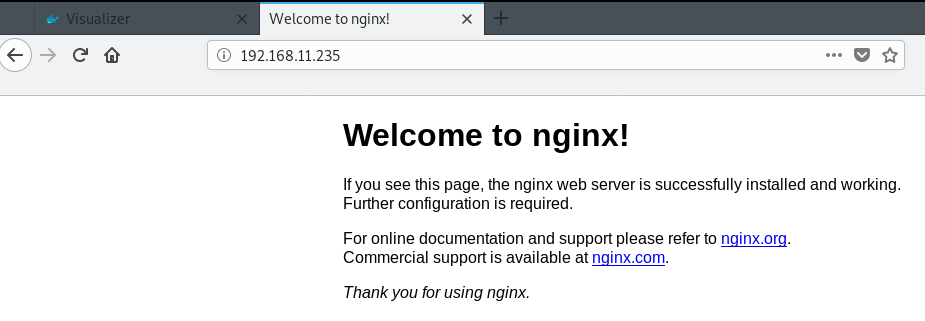 Visualizer
Welcome to nginx!
192.168.11.235
Welcome to nginx!
If you see this page, the nginx web server is successfully installed and working.
Further configuration is required.
For online documentation and support please refer to nginx.org.
Commercial support is available at nginx.com.
Thank you for using nginx.